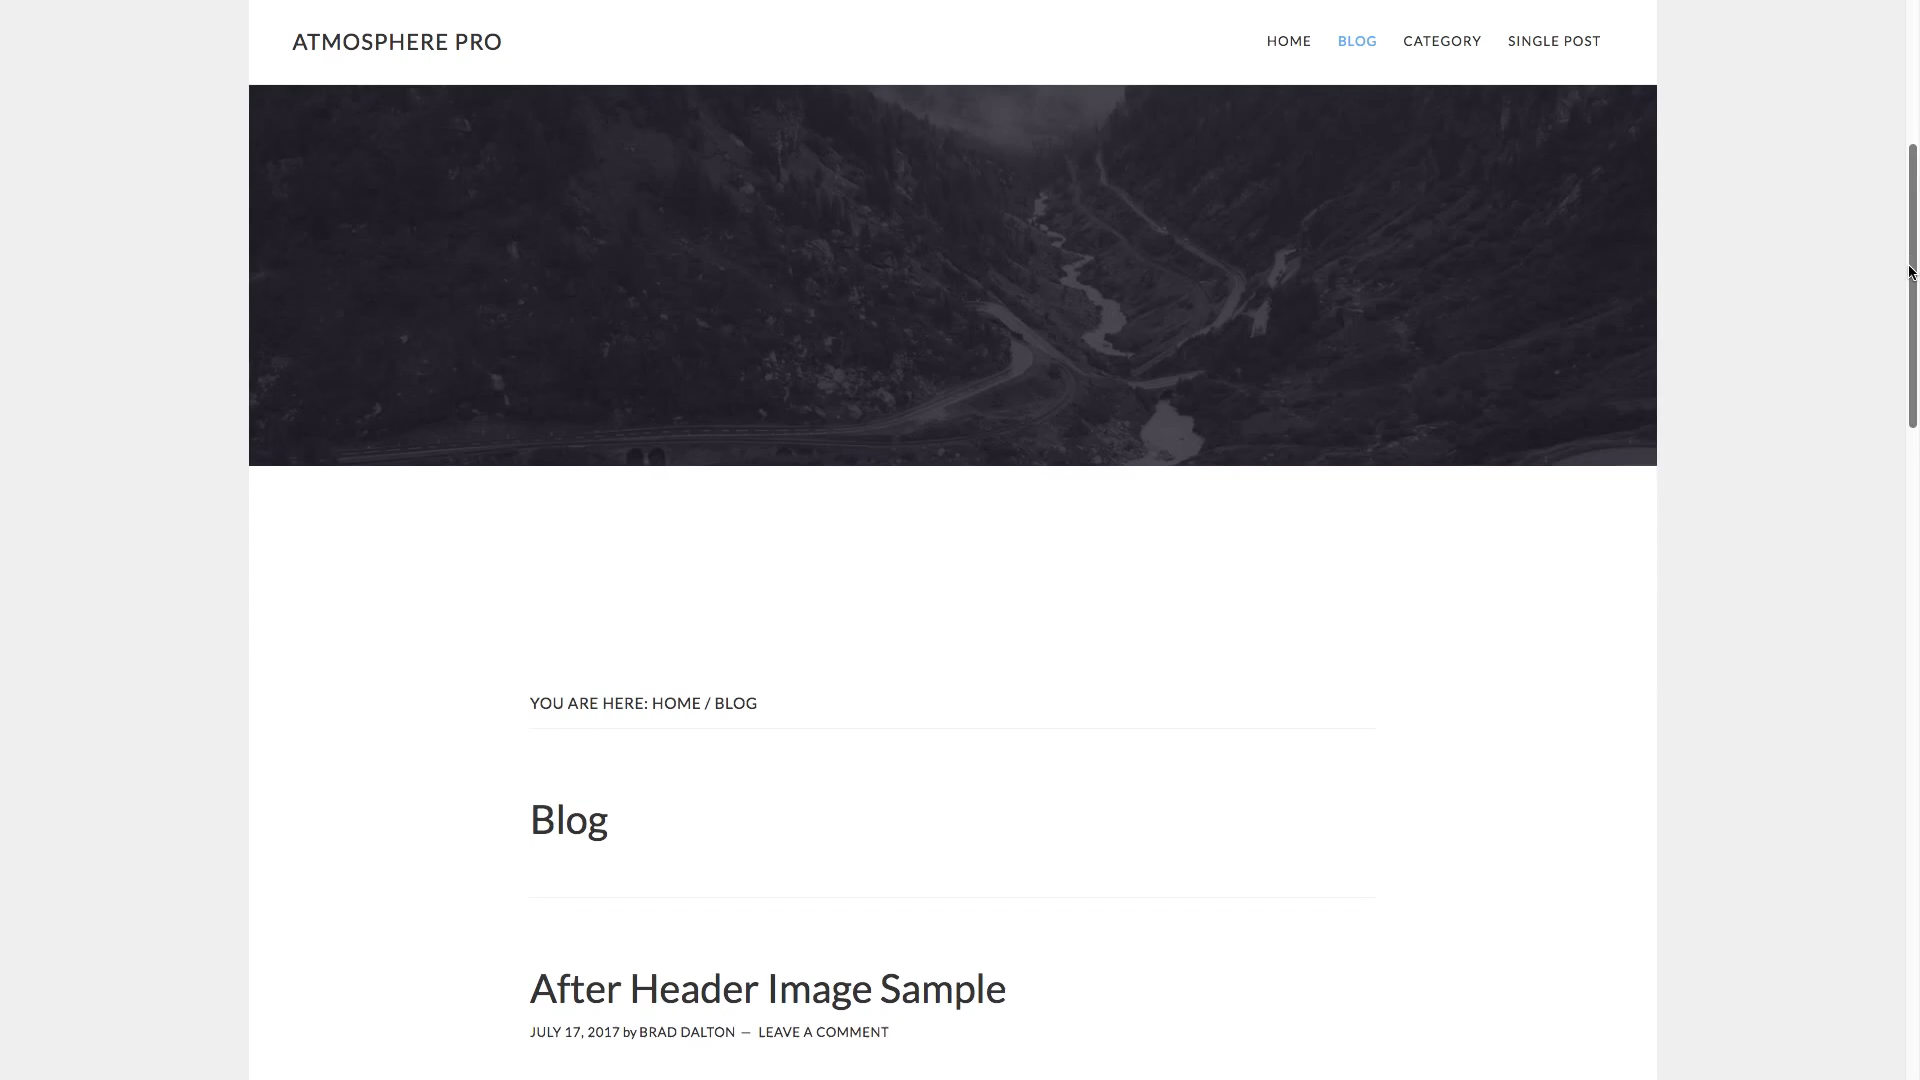 ATMOSPHERE PRO
HOME BLOG CATEGORY SINGLE POST
YOU ARE HERE: HOME / BLOG
Blog
After Header Image Sample
JULY 17, 2017 by BRAD DALTON — LEAVE A COMMENT